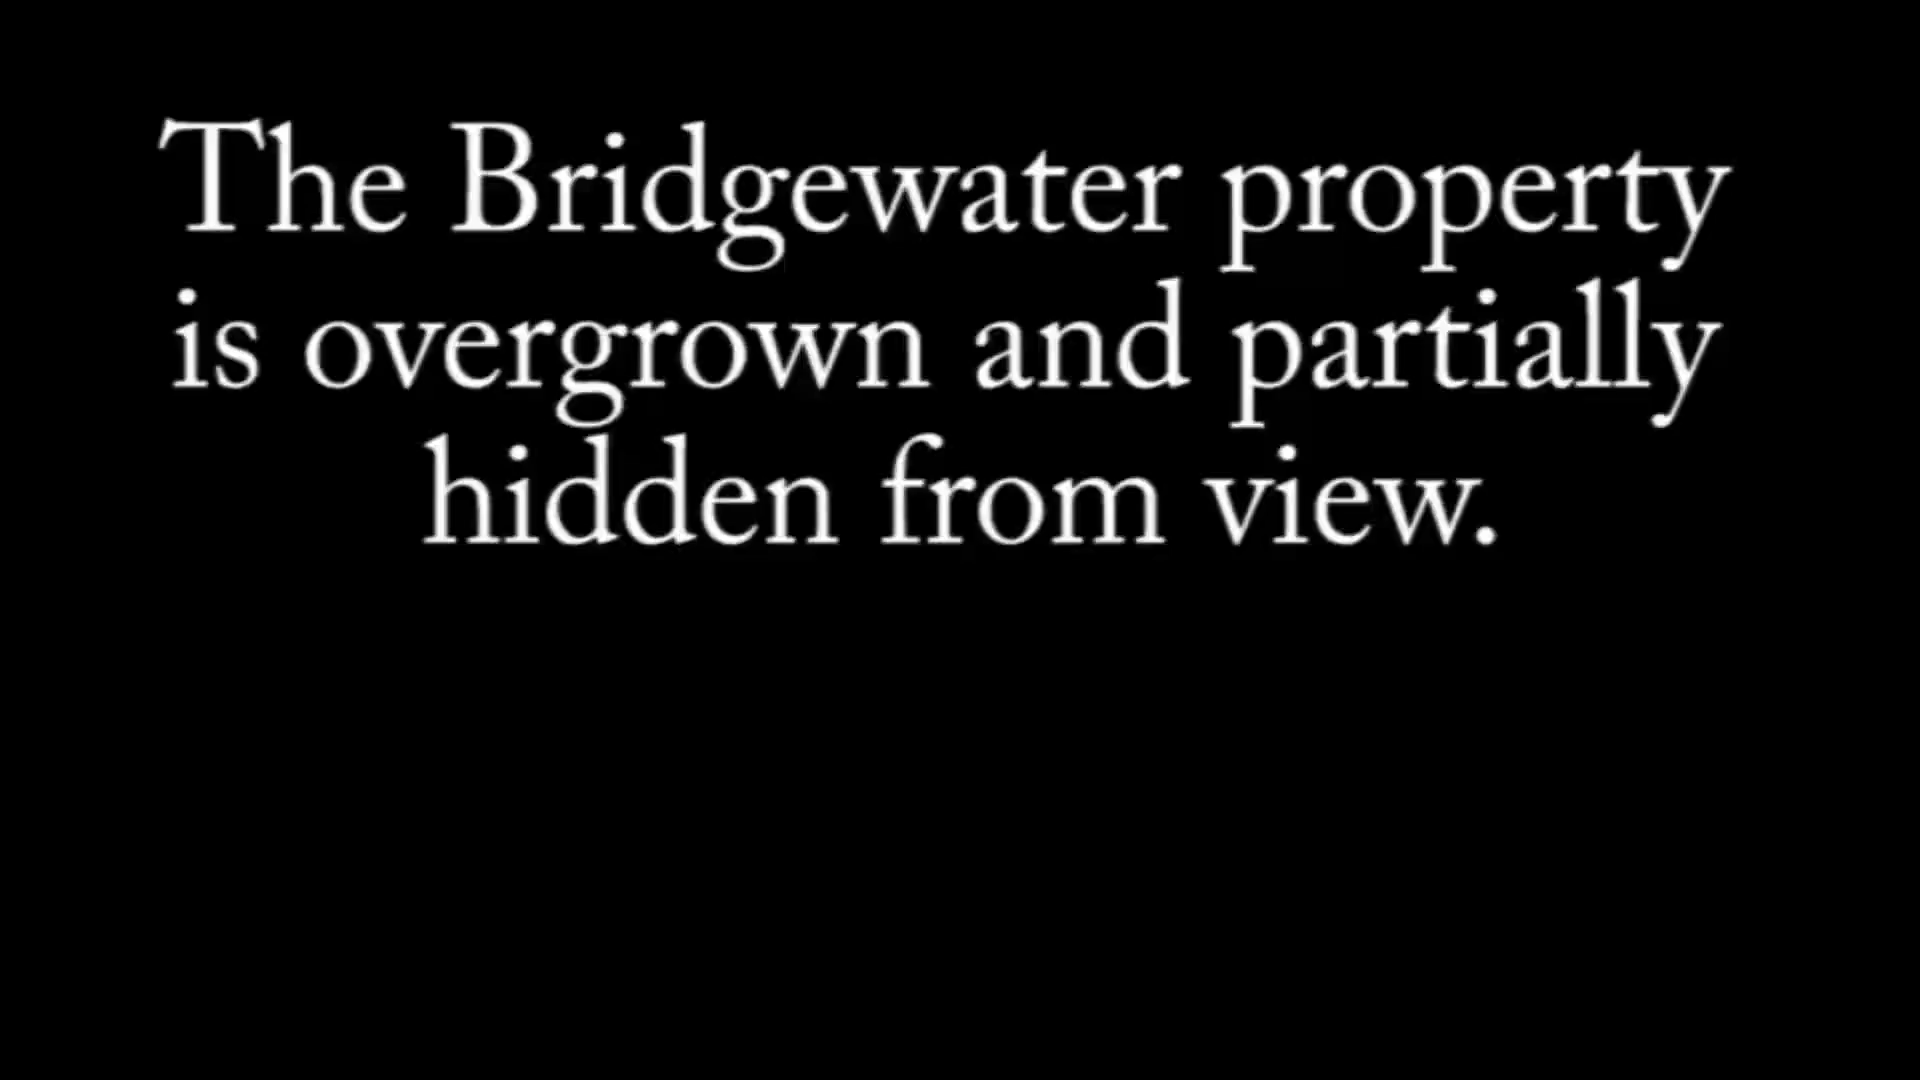 The Bridgewater property
is overgrown and partially
hidden from view.